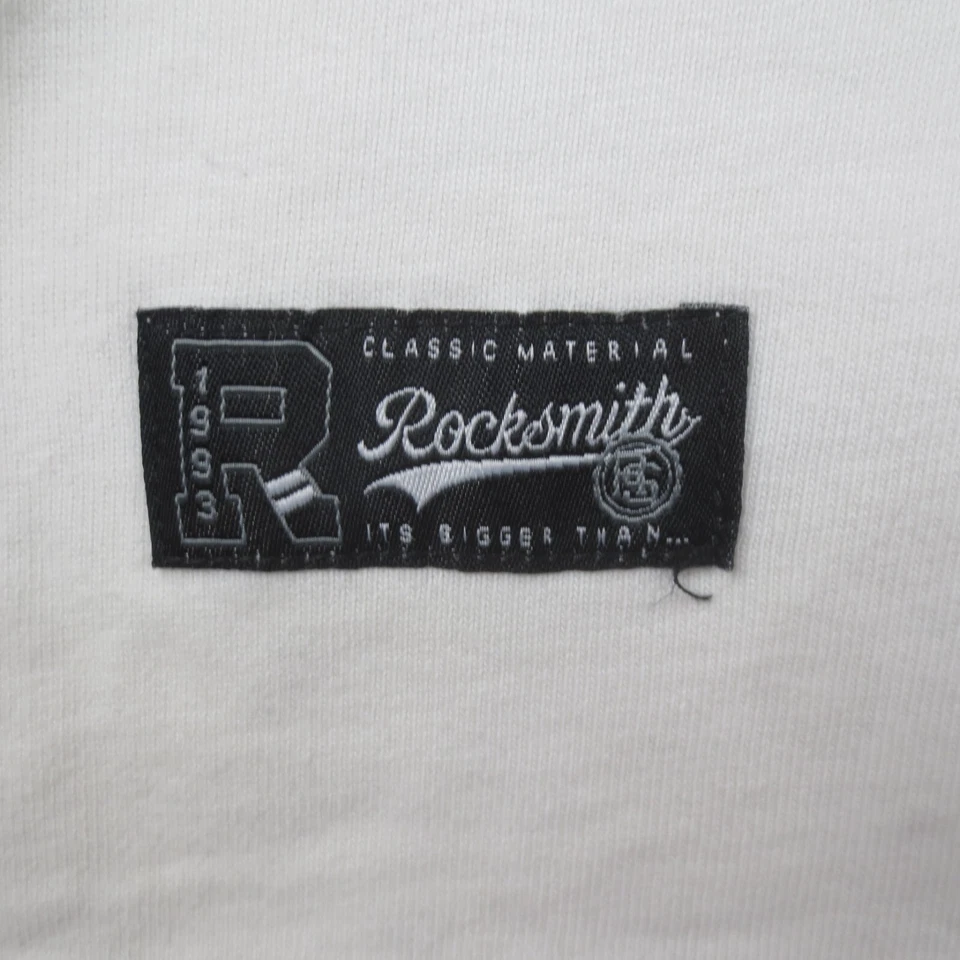 1993
CLASSIC MATERIAL
Rocksmith
ITS BIGGER THAN...